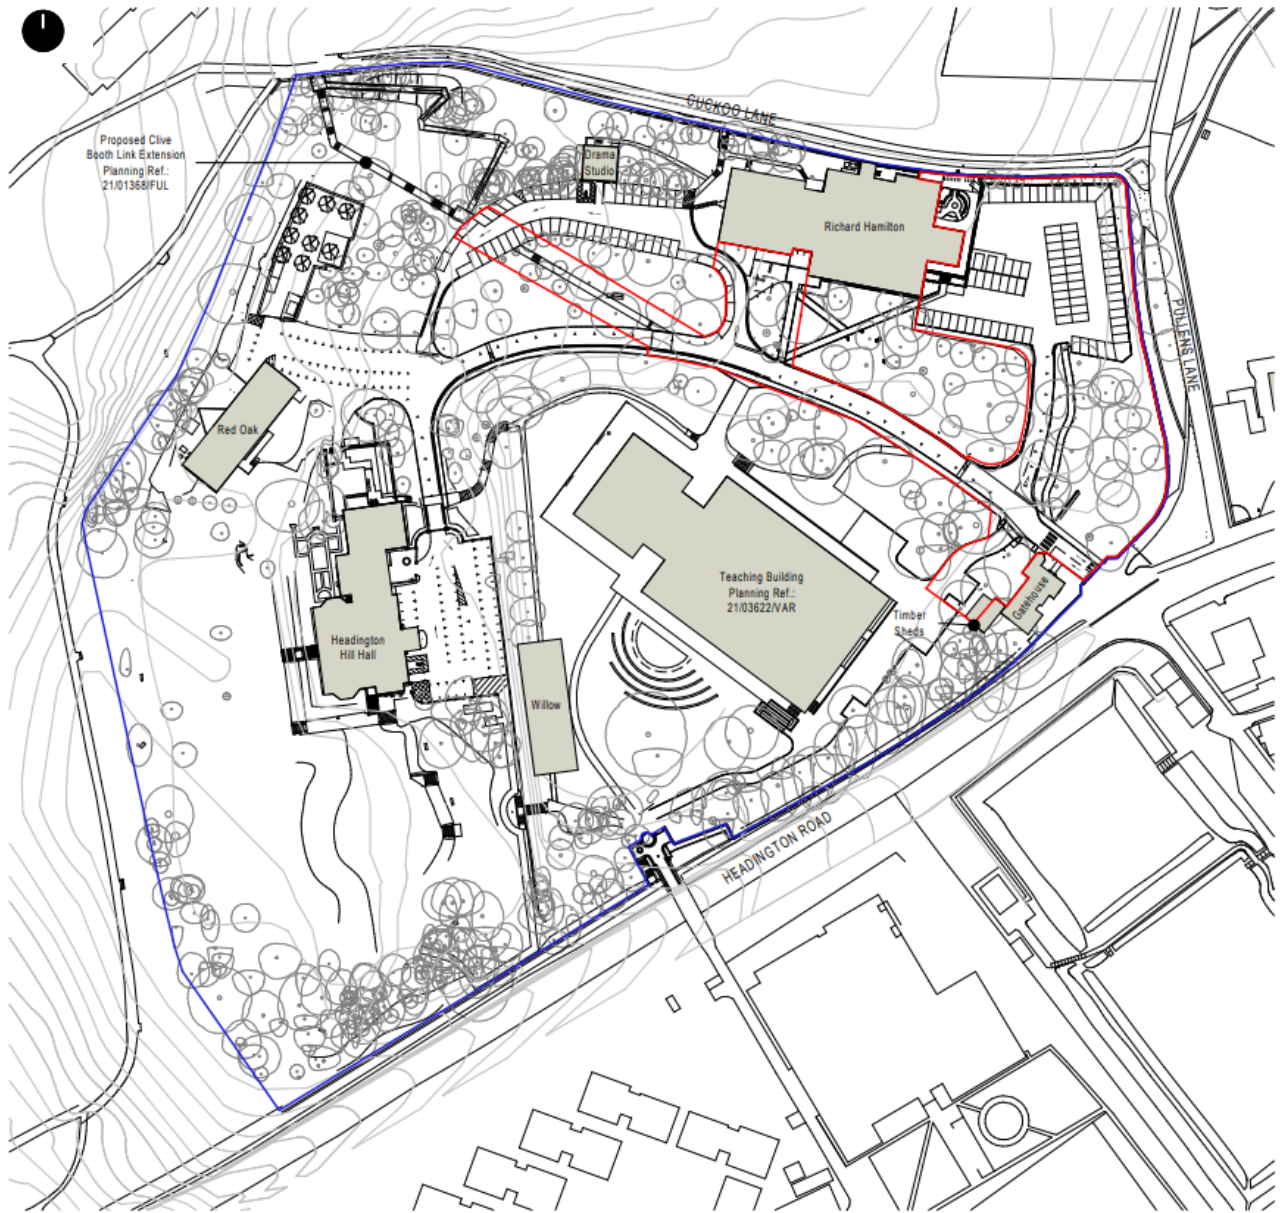 CUCKOO LANE
Proposed Clive
Booth Link Extension
Planning Ref.:
21/01368/FUL
Drama
Studio
Richard Hamilton
PULLENS LANE
Red Oak
Teaching Building
Planning Ref.:
21/03622/VAR
Gatehouse
Timber
Sheds
Headington
Hill Hall
Willow
HEADINGTON ROAD